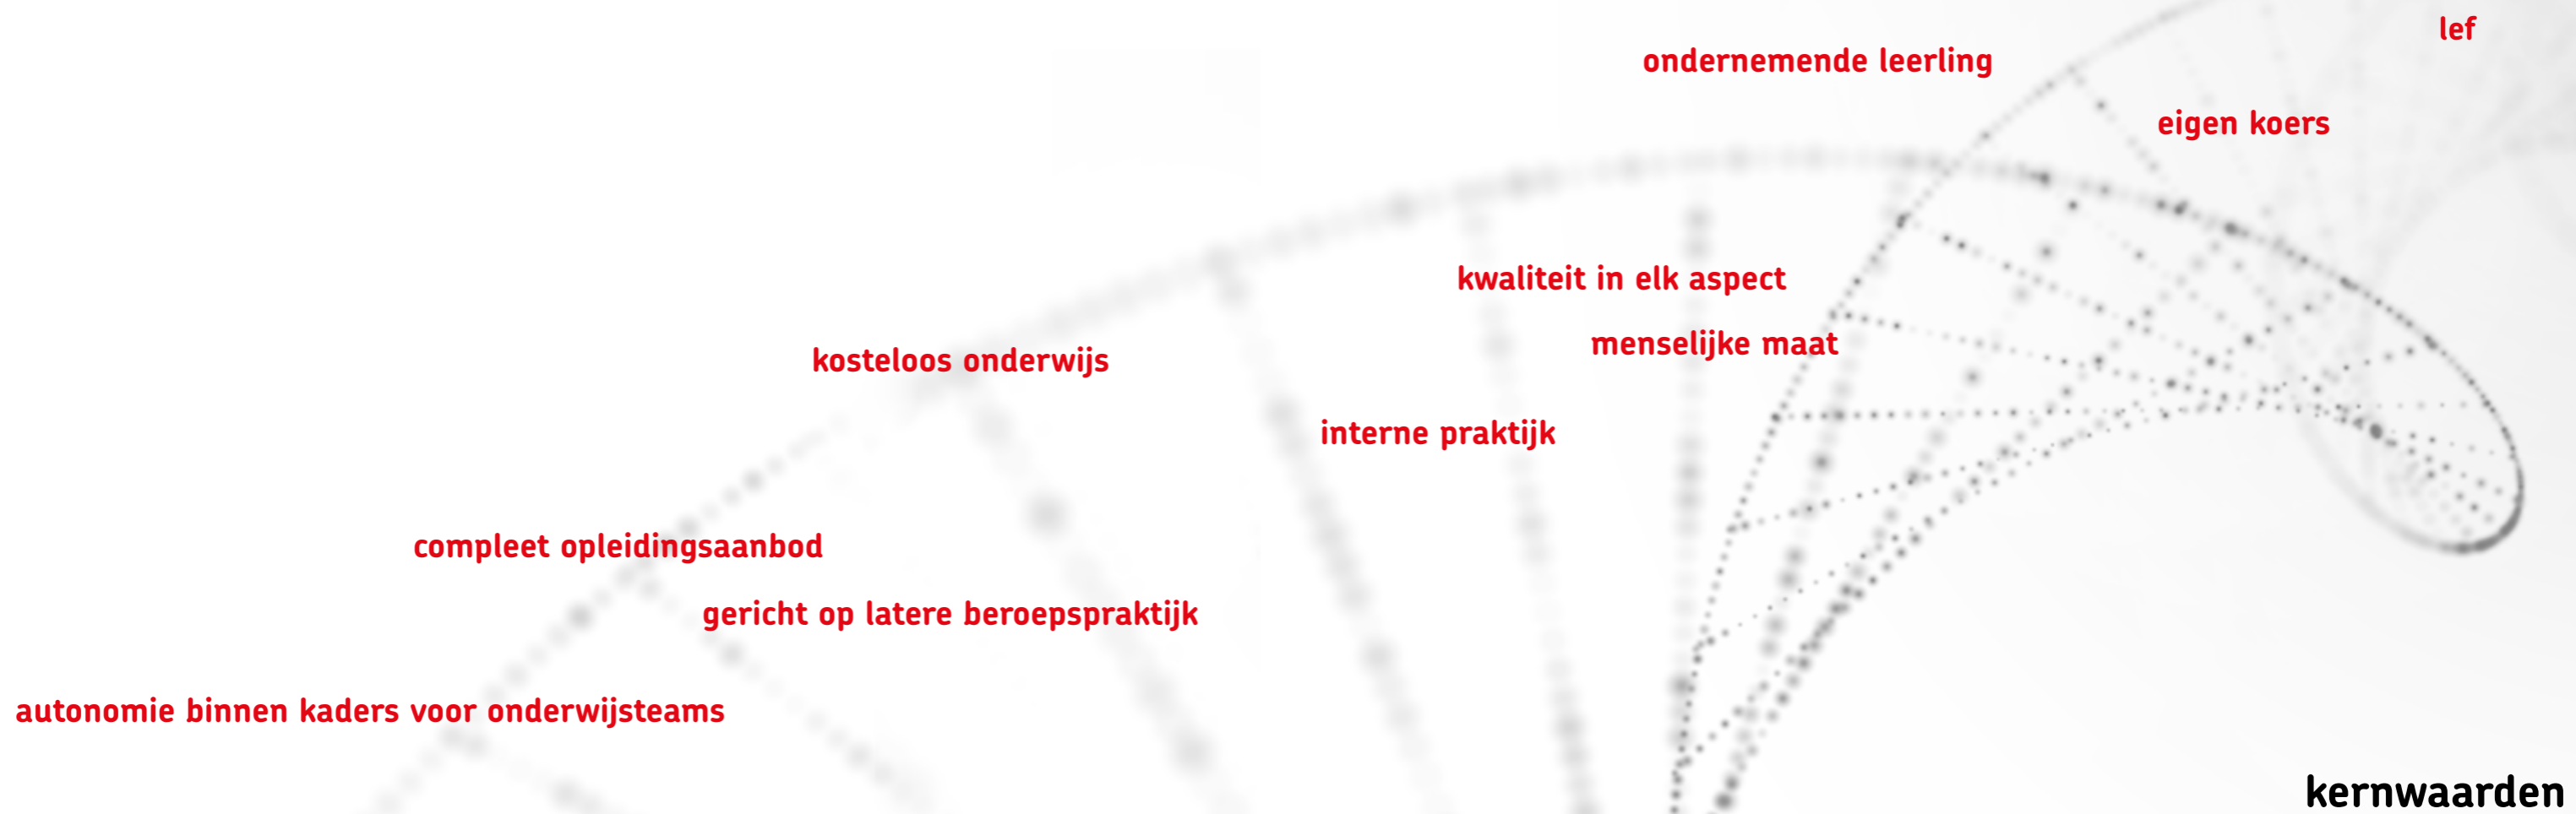 lef
ondernemende leerling
eigen koers
kwaliteit in elk aspect
menselijke maat
kosteloos onderwijs
interne praktijk
compleet opleidingsaanbod
gericht op latere beroepspraktijk
autonomie binnen kaders voor onderwijsteams
kernwaarden